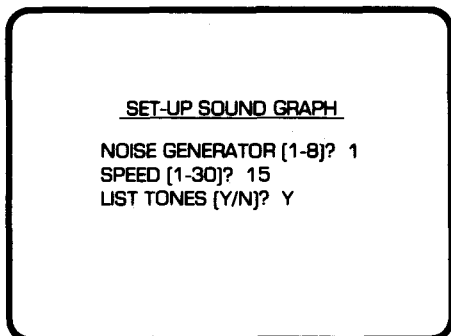 SET-UP SOUND GRAPH
NOISE GENERATOR (1-8)? 1
SPEED (1-30)? 15
LIST TONES (Y/N)? Y